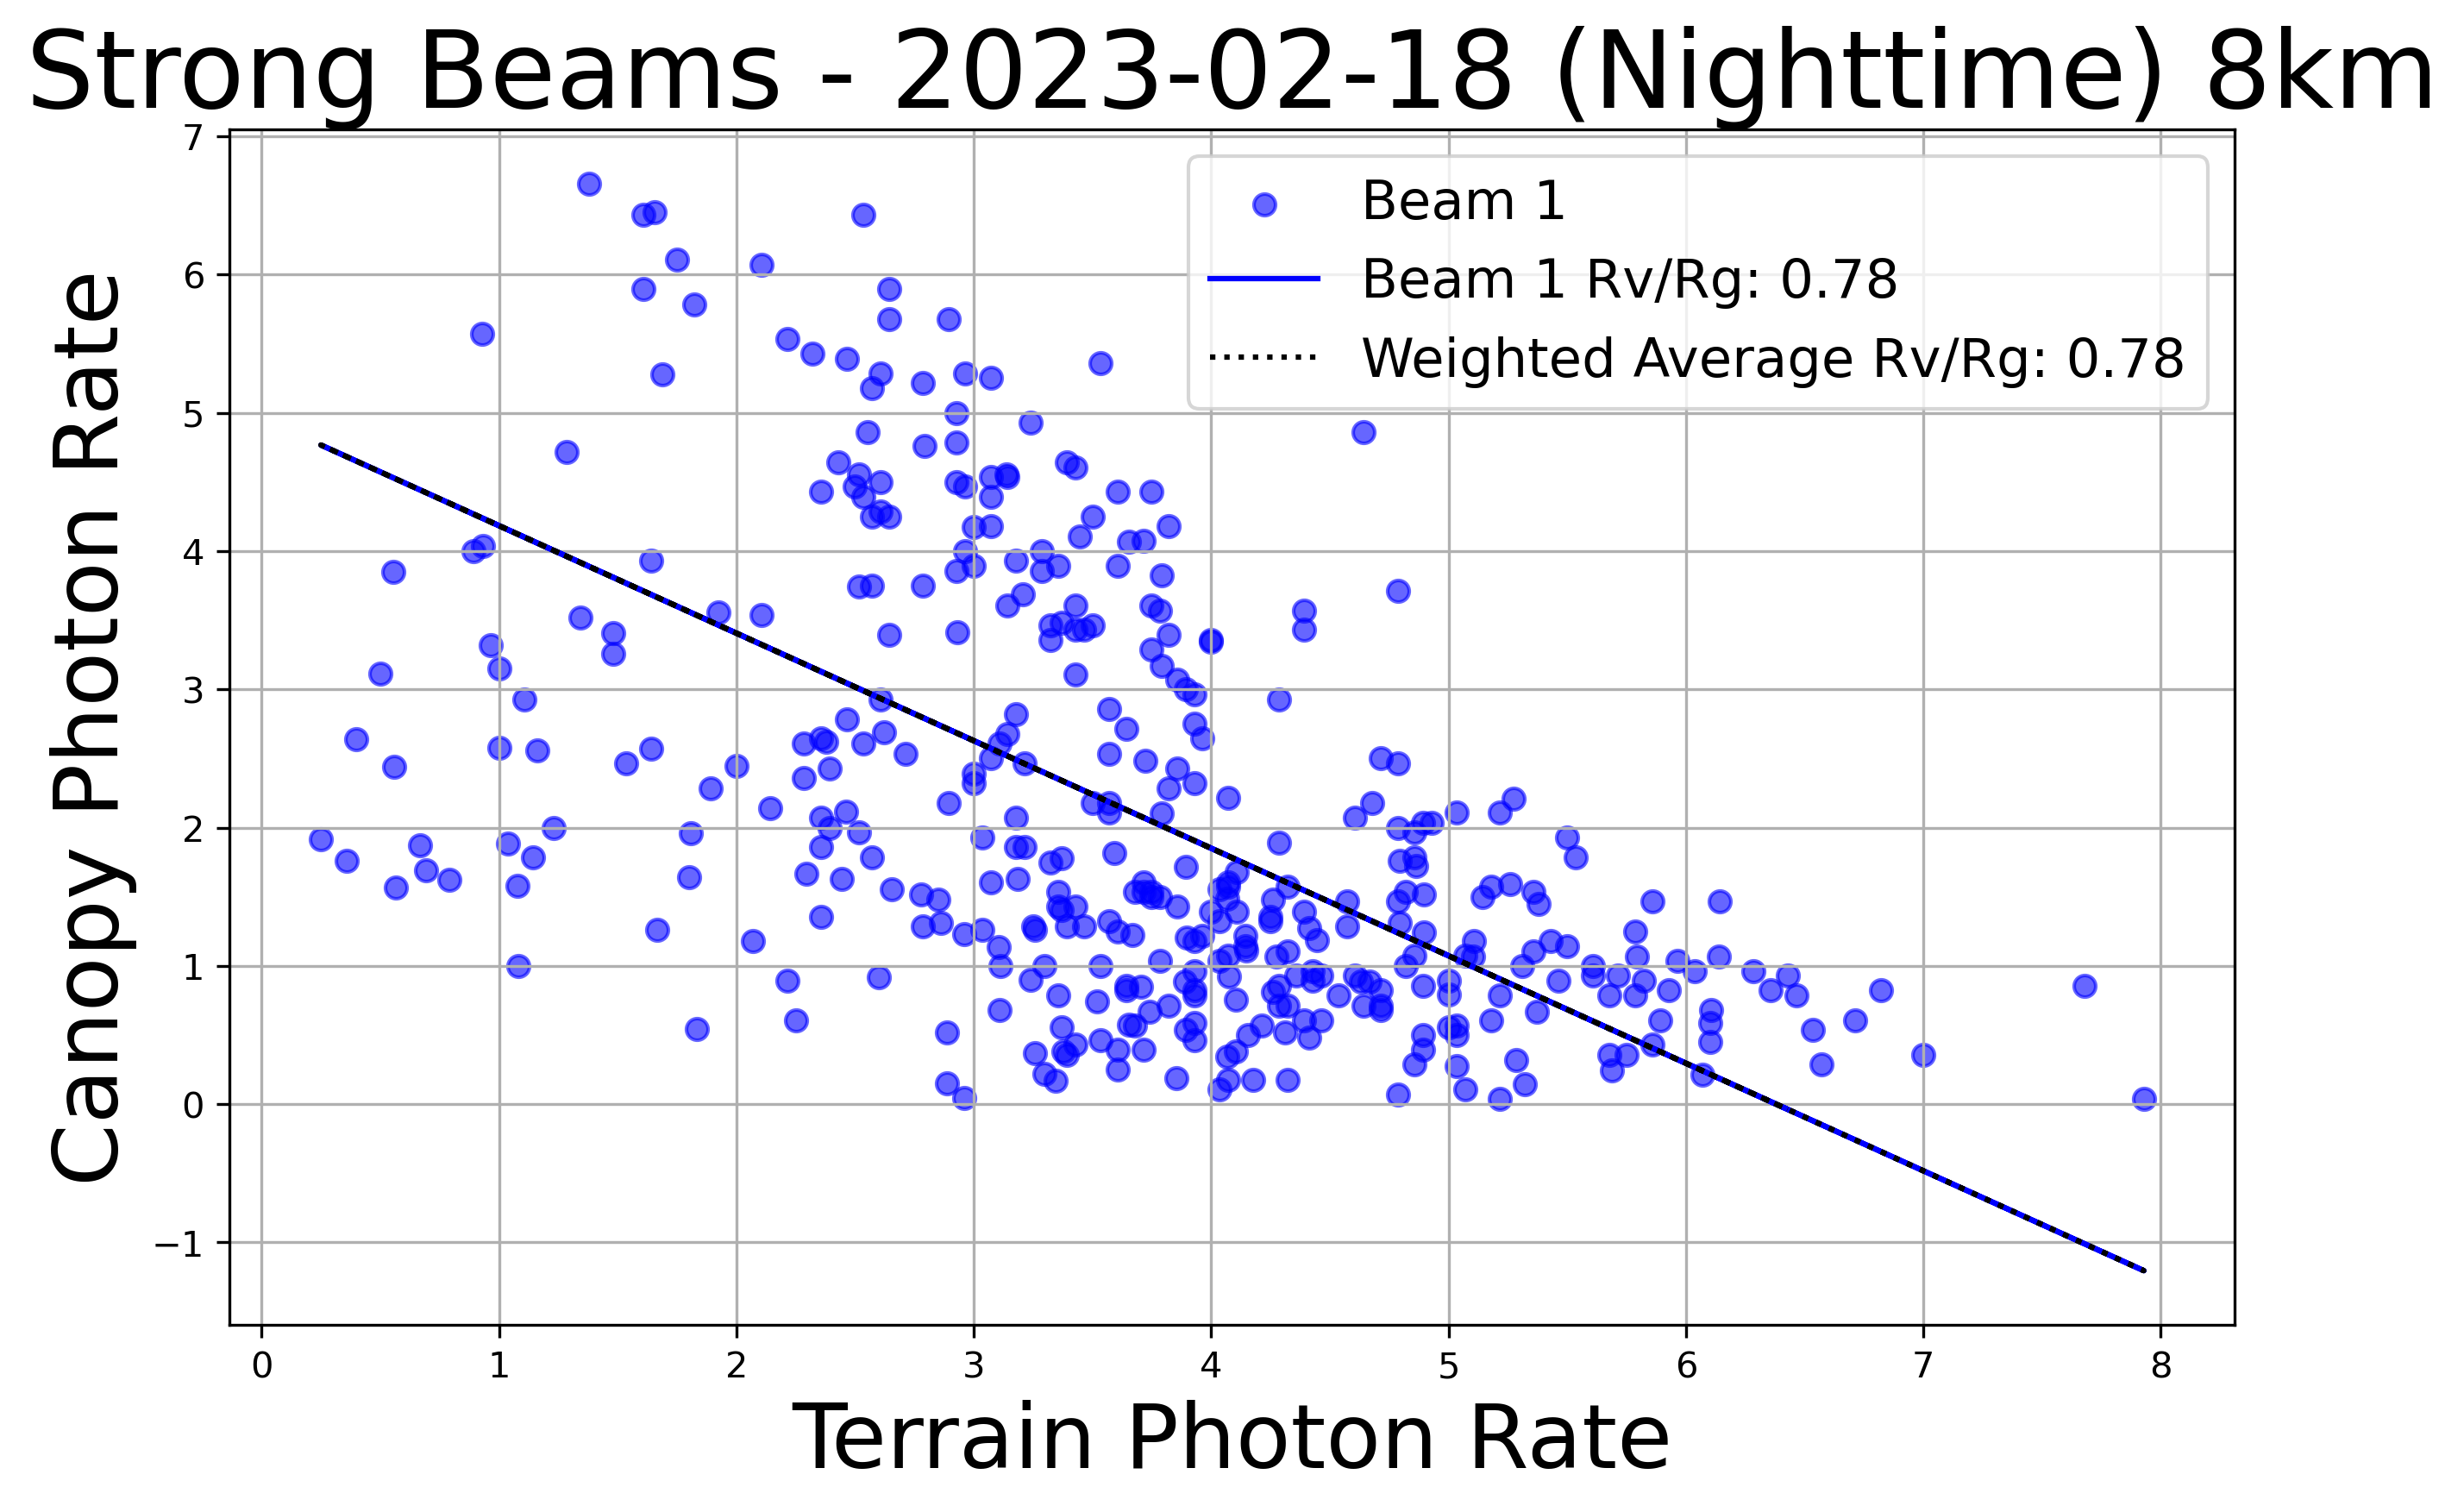 Strong Beams - 2023-02-18 (Nighttime) 8km
Beam 1
Beam 1 Rv/Rg: 0.78
Weighted Average Rv/Rg: 0.78
Canopy Photon Rate
7
6
5
4
3
2
1
0
−1
0 1 2 3 4 5 6 7 8
Terrain Photon Rate